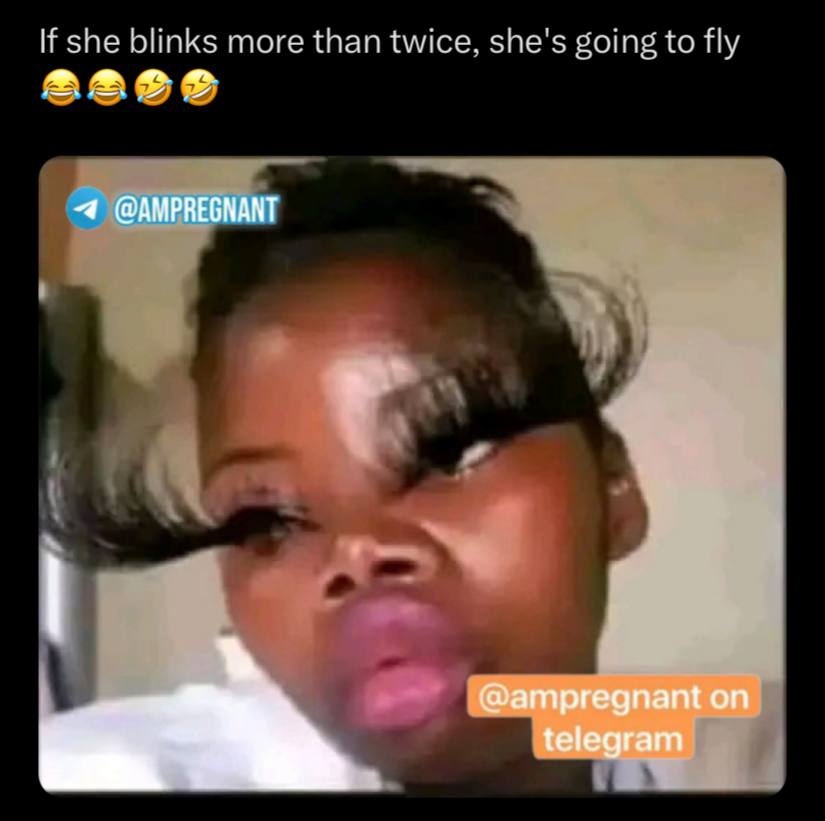 If she blinks more than twice, she's going to fly
😂😂🤣🤣
@AMPREGNANT
@ampregnant on
telegram